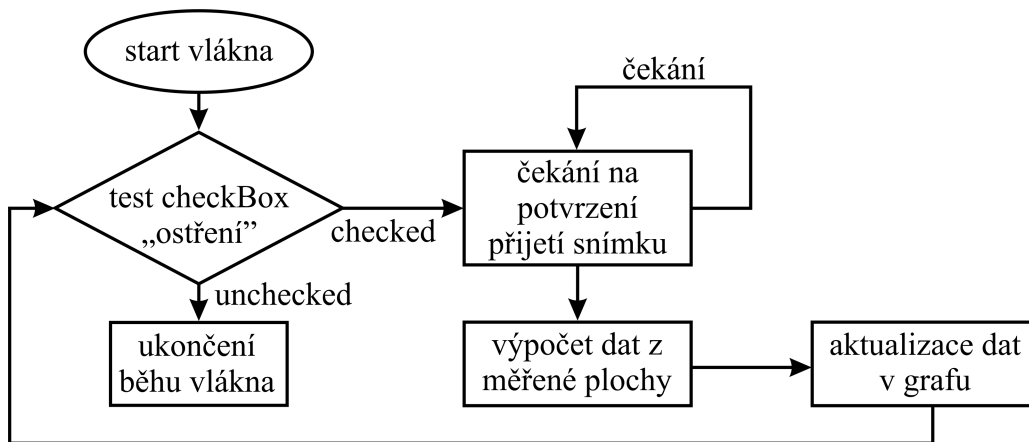 start vlákna
čekání
test checkBox
„ostření”
checked
čekání na
potvrzení
přijetí snímku
unchecked
ukončení
běhu vlákna
výpočet dat z
měřené plochy
aktualizace dat
v grafu